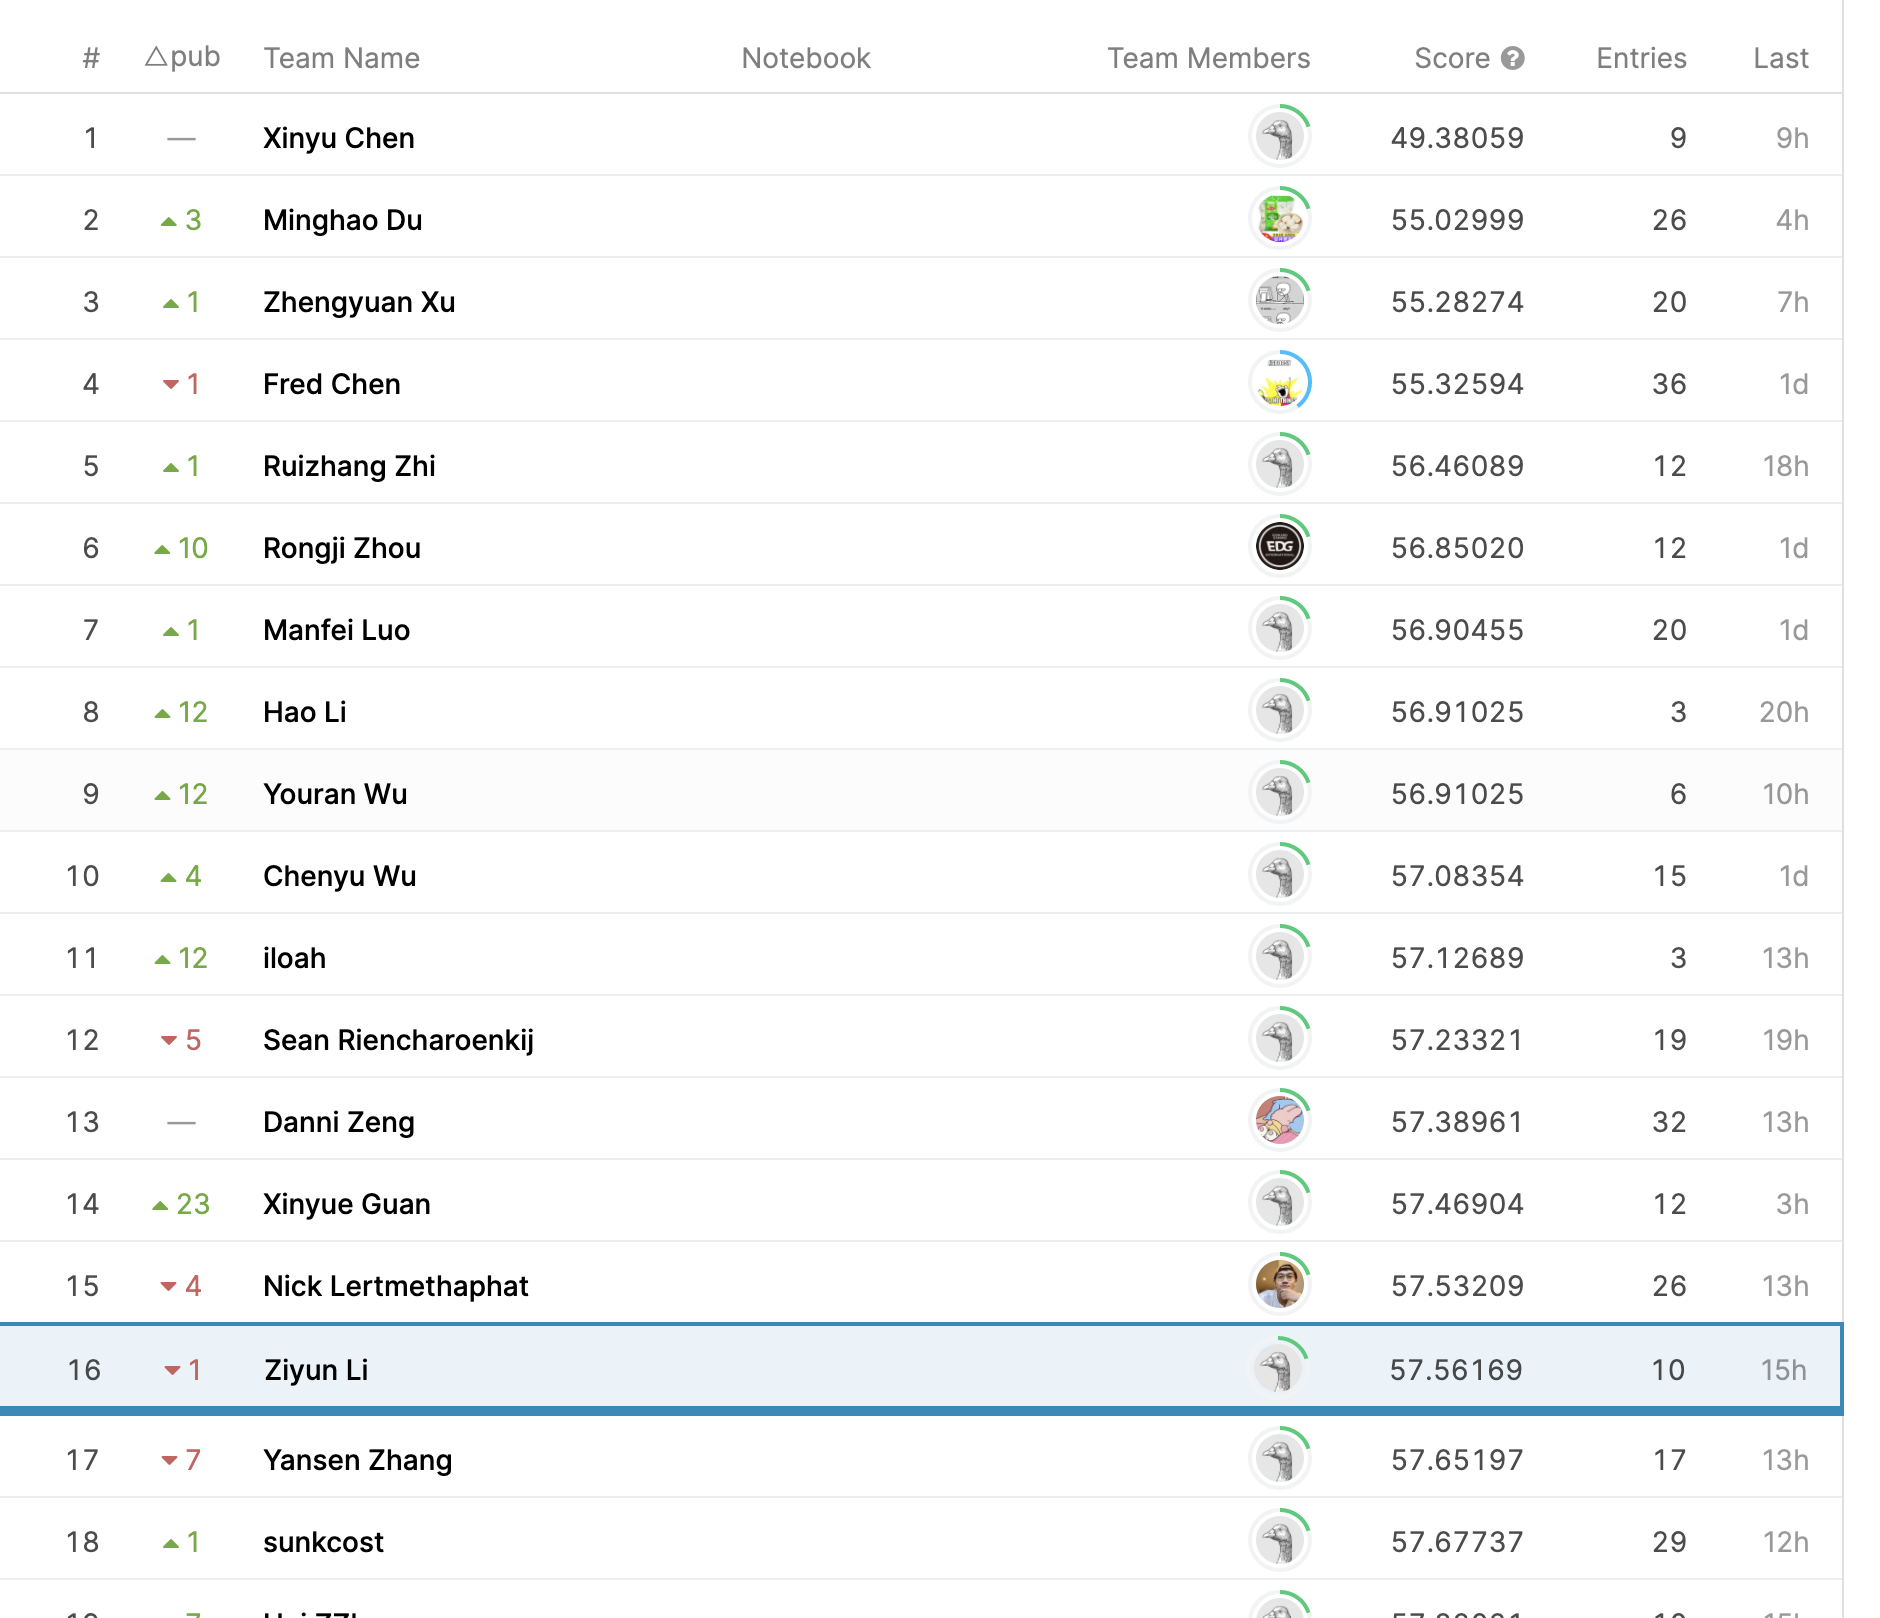 # △pub Team Name Notebook Team Members Score ? Entries Last
1 — Xinyu Chen 49.38059 9 9h
2 ▲ 3 Minghao Du 55.02999 26 4h
3 ▲ 1 Zhengyuan Xu 55.28274 20 7h
4 ▼ 1 Fred Chen 55.32594 36 1d
5 ▲ 1 Ruizhang Zhi 56.46089 12 18h
6 ▲ 10 Rongji Zhou EDG 56.85020 12 1d
7 ▲ 1 Manfei Luo 56.90455 20 1d
8 ▲ 12 Hao Li 56.91025 3 20h
9 ▲ 12 Youran Wu 56.91025 6 10h
10 ▲ 4 Chenyu Wu 57.08354 15 1d
11 ▲ 12 iloah 57.12689 3 13h
12 ▼ 5 Sean Riencharoenkij 57.23321 19 19h
13 — Danni Zeng 57.38961 32 13h
14 ▲ 23 Xinyue Guan 57.46904 12 3h
15 ▼ 4 Nick Lertmethaphat 57.53209 26 13h
16 ▼ 1 Ziyun Li 57.56169 10 15h
17 ▼ 7 Yansen Zhang 57.65197 17 13h
18 ▲ 1 sunkcost 57.67737 29 12h